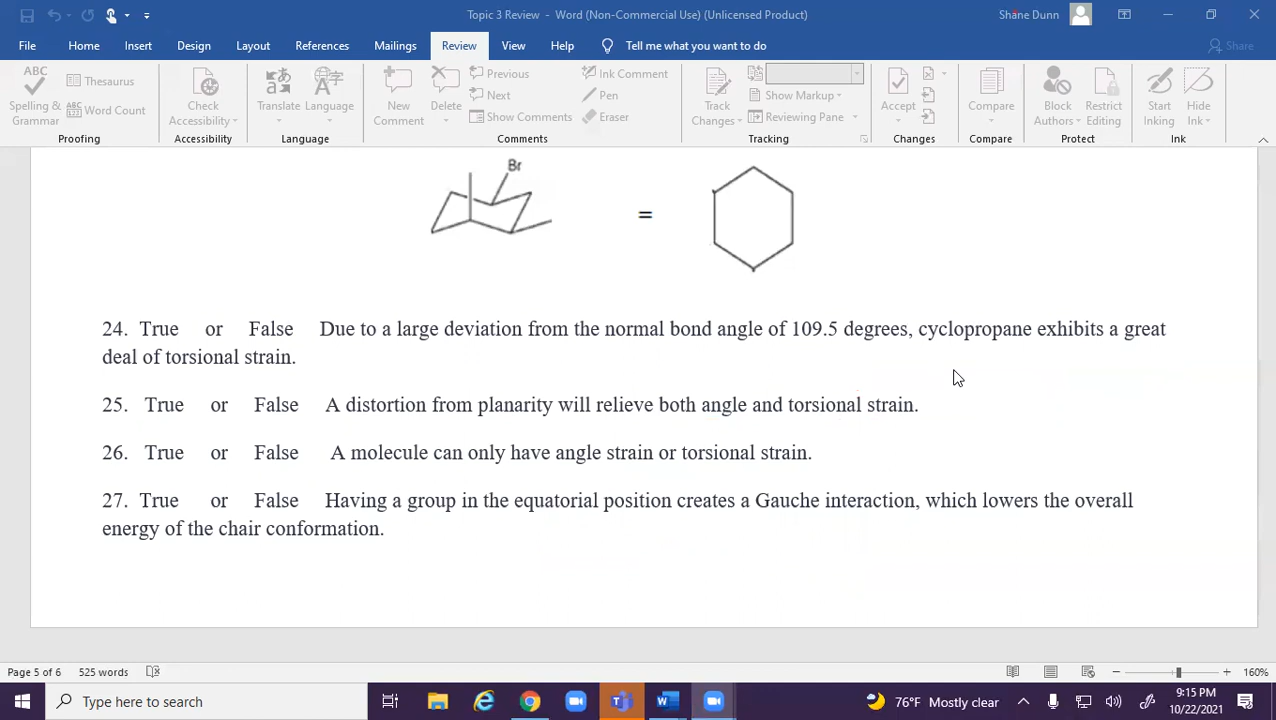 Topic 3 Review - Word (Non-Commercial Use) (Unlicensed Product)
Shane Dunn
File Home Insert Design Layout References Mailings Review View Help Tell me what you want to do
Share
ABC
Spelling & Grammar
Thesaurus
ABC 123 Word Count
Check Accessibility
Translate
Language
New Comment
Delete
Previous
Next
Show Comments
Ink Comment
Pen
Eraser
Track Changes
Show Markup
Reviewing Pane
Accept
Compare
Block Authors
Restrict Editing
Start Inking
Hide Ink
Proofing Accessibility Language Comments Tracking Changes Compare Protect Ink
Br
=
24. True or False Due to a large deviation from the normal bond angle of 109.5 degrees, cyclopropane exhibits a great
deal of torsional strain.
25. True or False A distortion from planarity will relieve both angle and torsional strain.
26. True or False A molecule can only have angle strain or torsional strain.
27. True or False Having a group in the equatorial position creates a Gauche interaction, which lowers the overall
energy of the chair conformation.
Page 5 of 6 525 words
160%
Type here to search
76°F Mostly clear
9:15 PM
10/22/2021